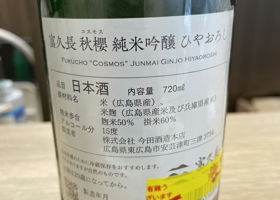 コスモス
富久長 秋櫻 純米吟醸 ひやおろし
FUKUCHO "COSMOS" JUNMAI GINJO HIYAOROSHI
品目 日本酒 内容量 720ml
原材料名 米（広島県産）、
米麹（広島県産米及び兵庫県産米）
精米歩合 麹米50% 掛米60%
アルコール分 15度
株式会社 今田酒造本店
広島県東広島市安芸津町三津 3734
製造年月